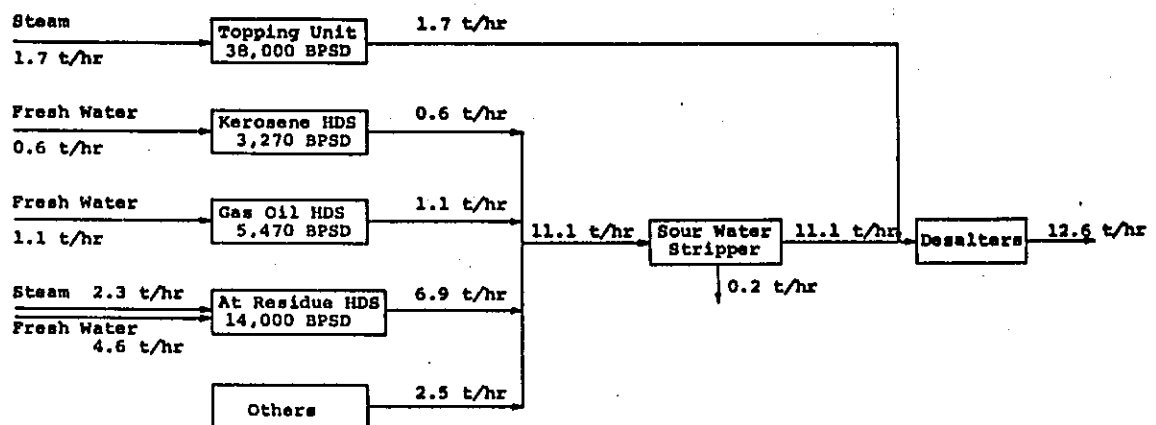 Steam
1.7 t/hr
Topping Unit
38,000 BPSD
1.7 t/hr
Fresh Water
0.6 t/hr
Kerosene HDS
3,270 BPSD
0.6 t/hr
Fresh Water
1.1 t/hr
Gas Oil HDS
5,470 BPSD
1.1 t/hr
11.1 t/hr
Sour Water
Stripper
11.1 t/hr
Desalters
12.6 t/hr
0.2 t/hr
Steam 2.3 t/hr
Fresh Water
4.6 t/hr
At Residue HDS
14,000 BPSD
6.9 t/hr
Others
2.5 t/hr